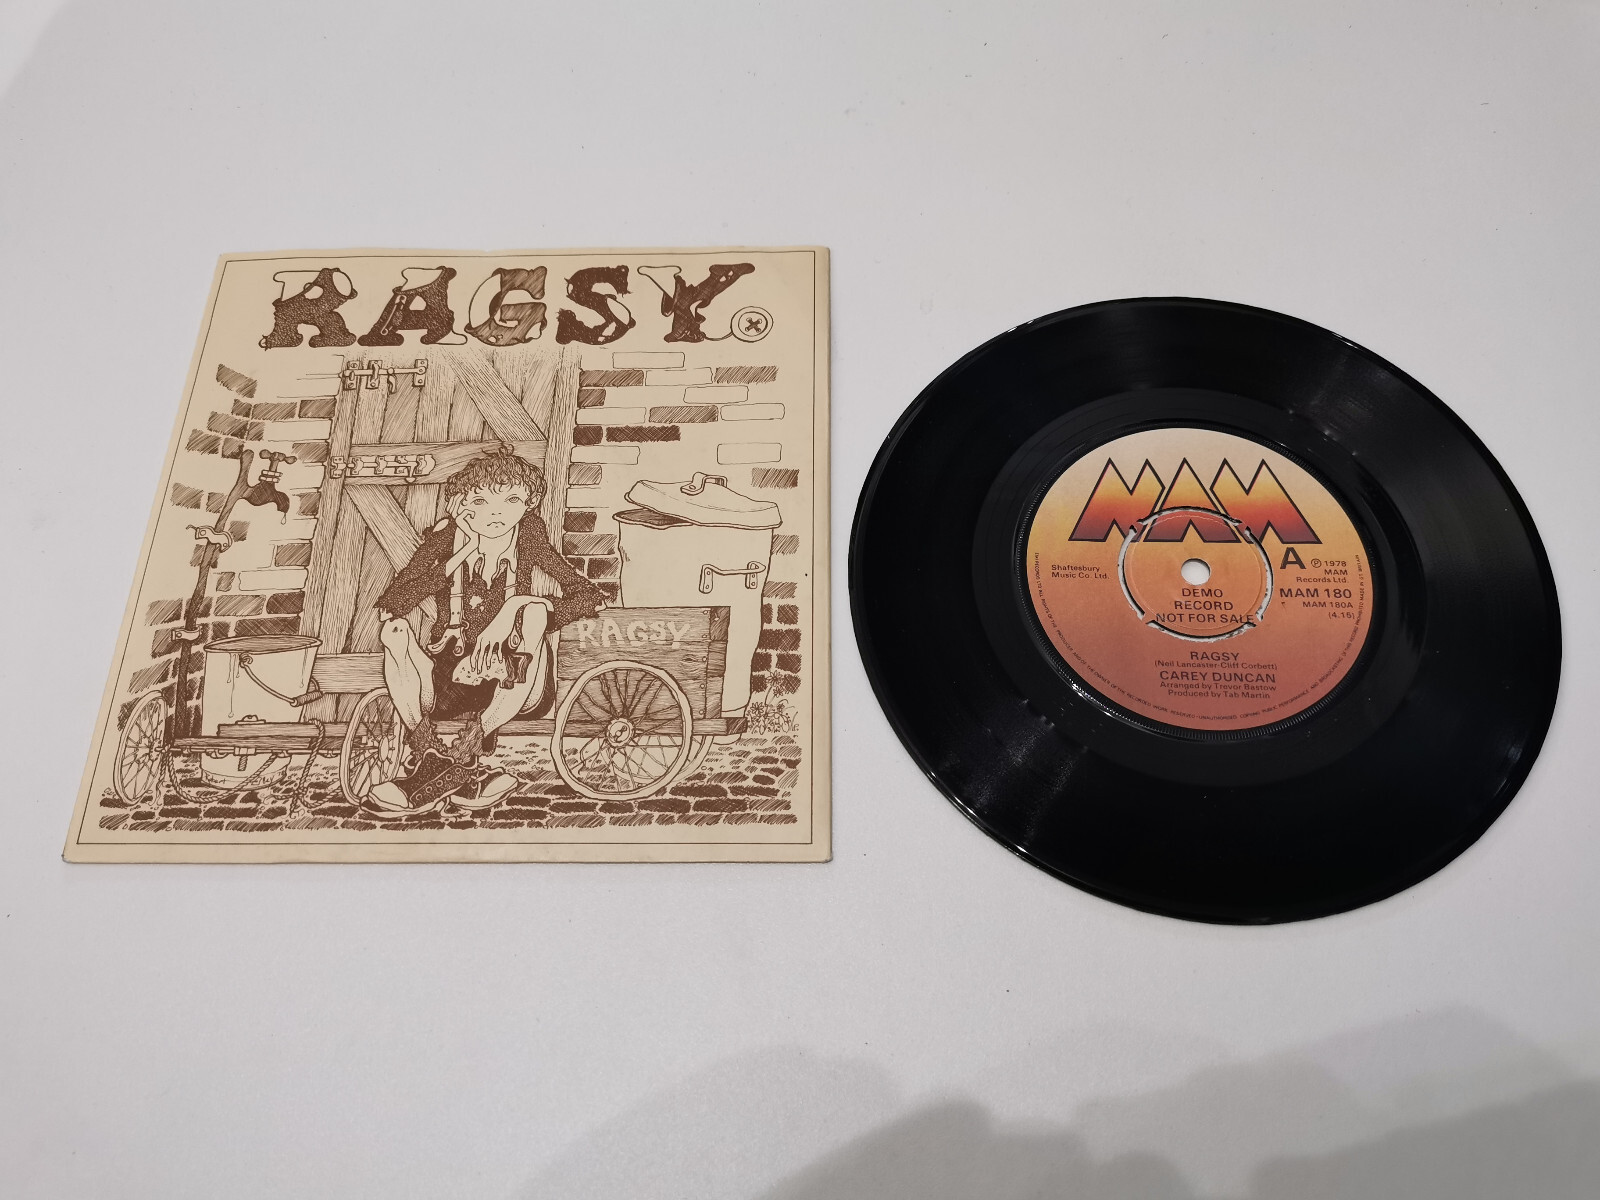 RAGSY
RAGSY
MAM
A
℗ 1978
MAM
Records Ltd.
Shaftesbury
Music Co. Ltd.
MAM 180
MAM 180A
(4.15)
DEMO
RECORD
NOT FOR SALE
RAGSY
(Neil Lancaster-Cliff Corbett)
CAREY DUNCAN
Arranged by Trevor Bastow
Produced by Tab Martin